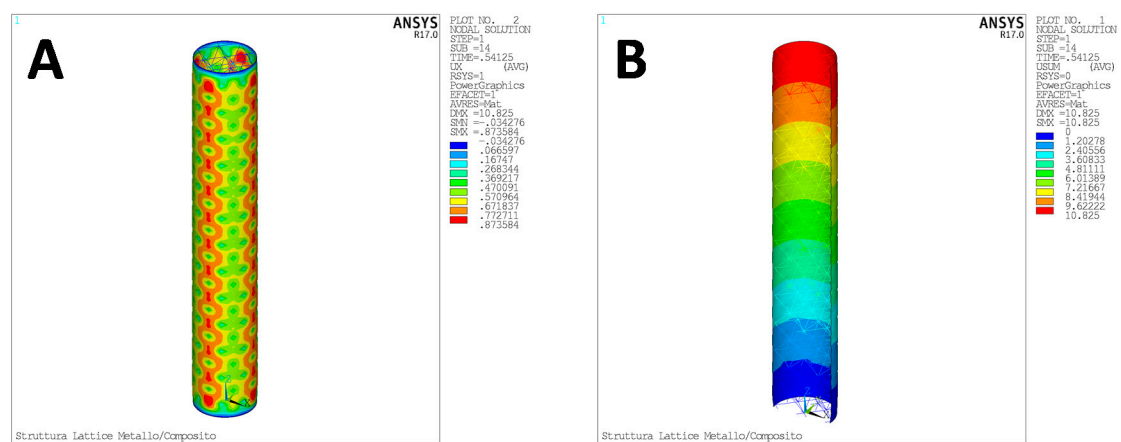 A
1
ANSYS
R17.0
PLOT NO. 2
NODAL SOLUTION
STEP=1
SUB =14
TIME=.54125
UX (AVG)
RSYS=1
PowerGraphics
EFACET=1
AVRES=Mat
DMX =10.825
SMN =-.034276
SMX =.873584
-.034276
.066597
.16747
.268344
.369217
.470091
.570964
.671837
.772711
.873584
Struttura Lattice Metallo/Composito
B
1
ANSYS
R17.0
PLOT NO. 1
NODAL SOLUTION
STEP=1
SUB =14
TIME=.54125
USUM (AVG)
RSYS=0
PowerGraphics
EFACET=1
AVRES=Mat
DMX =10.825
SMX =10.825
0
1.20278
2.40556
3.60833
4.81111
6.01389
7.21667
8.41944
9.62222
10.825
Struttura Lattice Metallo/Composito